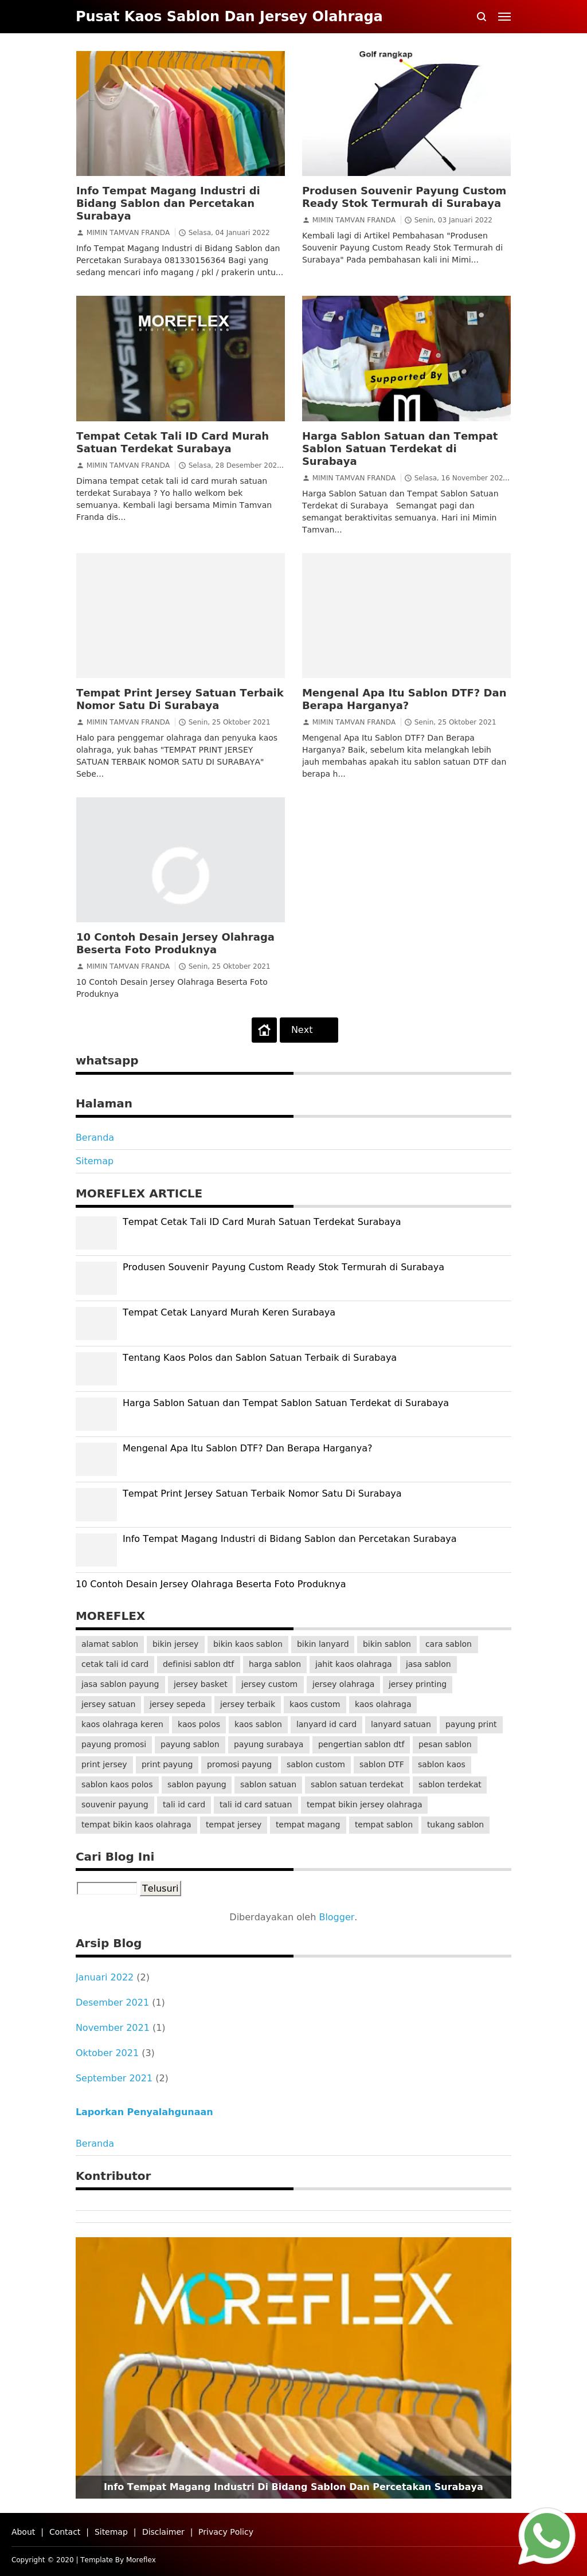 Pusat Kaos Sablon Dan Jersey Olahraga
Info Tempat Magang Industri di
Bidang Sablon dan Percetakan
Surabaya
MIMIN TAMVAN FRANDA
Selasa, 04 Januari 2022
Info Tempat Magang Industri di Bidang Sablon dan
Percetakan Surabaya 081330156364 Bagi yang
sedang mencari info magang / pkl / prakerin untu...
Golf rangkap
Produsen Souvenir Payung Custom
Ready Stok Termurah di Surabaya
MIMIN TAMVAN FRANDA
Senin, 03 Januari 2022
Kembali lagi di Artikel Pembahasan "Produsen
Souvenir Payung Custom Ready Stok Termurah di
Surabaya" Pada pembahasan kali ini Mimi...
MOREFLEX
DIGITAL PRINTING
Tempat Cetak Tali ID Card Murah
Satuan Terdekat Surabaya
MIMIN TAMVAN FRANDA
Selasa, 28 Desember 202...
Dimana tempat cetak tali id card murah satuan
terdekat Surabaya ? Yo hallo welkom bek
semuanya. Kembali lagi bersama Mimin Tamvan
Franda dis...
Supported By
Harga Sablon Satuan dan Tempat
Sablon Satuan Terdekat di
Surabaya
MIMIN TAMVAN FRANDA
Selasa, 16 November 202...
Harga Sablon Satuan dan Tempat Sablon Satuan
Terdekat di Surabaya   Semangat pagi dan
semangat beraktivitas semuanya. Hari ini Mimin
Tamvan...
Tempat Print Jersey Satuan Terbaik
Nomor Satu Di Surabaya
MIMIN TAMVAN FRANDA
Senin, 25 Oktober 2021
Halo para penggemar olahraga dan penyuka kaos
olahraga, yuk bahas "TEMPAT PRINT JERSEY
SATUAN TERBAIK NOMOR SATU DI SURABAYA"
Sebe...
Mengenal Apa Itu Sablon DTF? Dan
Berapa Harganya?
MIMIN TAMVAN FRANDA
Senin, 25 Oktober 2021
Mengenal Apa Itu Sablon DTF? Dan Berapa
Harganya? Baik, sebelum kita melangkah lebih
jauh membahas apakah itu sablon satuan DTF dan
berapa h...
10 Contoh Desain Jersey Olahraga
Beserta Foto Produknya
MIMIN TAMVAN FRANDA
Senin, 25 Oktober 2021
10 Contoh Desain Jersey Olahraga Beserta Foto
Produknya
Next
whatsapp
Halaman
Beranda
Sitemap
MOREFLEX ARTICLE
Tempat Cetak Tali ID Card Murah Satuan Terdekat Surabaya
Produsen Souvenir Payung Custom Ready Stok Termurah di Surabaya
Tempat Cetak Lanyard Murah Keren Surabaya
Tentang Kaos Polos dan Sablon Satuan Terbaik di Surabaya
Harga Sablon Satuan dan Tempat Sablon Satuan Terdekat di Surabaya
Mengenal Apa Itu Sablon DTF? Dan Berapa Harganya?
Tempat Print Jersey Satuan Terbaik Nomor Satu Di Surabaya
Info Tempat Magang Industri di Bidang Sablon dan Percetakan Surabaya
10 Contoh Desain Jersey Olahraga Beserta Foto Produknya
MOREFLEX
alamat sablon bikin jersey bikin kaos sablon bikin lanyard bikin sablon cara sablon
cetak tali id card definisi sablon dtf harga sablon jahit kaos olahraga jasa sablon
jasa sablon payung jersey basket jersey custom jersey olahraga jersey printing
jersey satuan jersey sepeda jersey terbaik kaos custom kaos olahraga
kaos olahraga keren kaos polos kaos sablon lanyard id card lanyard satuan payung print
payung promosi payung sablon payung surabaya pengertian sablon dtf pesan sablon
print jersey print payung promosi payung sablon custom sablon DTF sablon kaos
sablon kaos polos sablon payung sablon satuan sablon satuan terdekat sablon terdekat
souvenir payung tali id card tali id card satuan tempat bikin jersey olahraga
tempat bikin kaos olahraga tempat jersey tempat magang tempat sablon tukang sablon
Cari Blog Ini
Telusuri
Diberdayakan oleh Blogger.
Arsip Blog
Januari 2022 (2)
Desember 2021 (1)
November 2021 (1)
Oktober 2021 (3)
September 2021 (2)
Laporkan Penyalahgunaan
Beranda
Kontributor
MOREFLEX
Info Tempat Magang Industri Di Bidang Sablon Dan Percetakan Surabaya
About | Contact | Sitemap | Disclaimer | Privacy Policy
Copyright © 2020 | Template By Moreflex